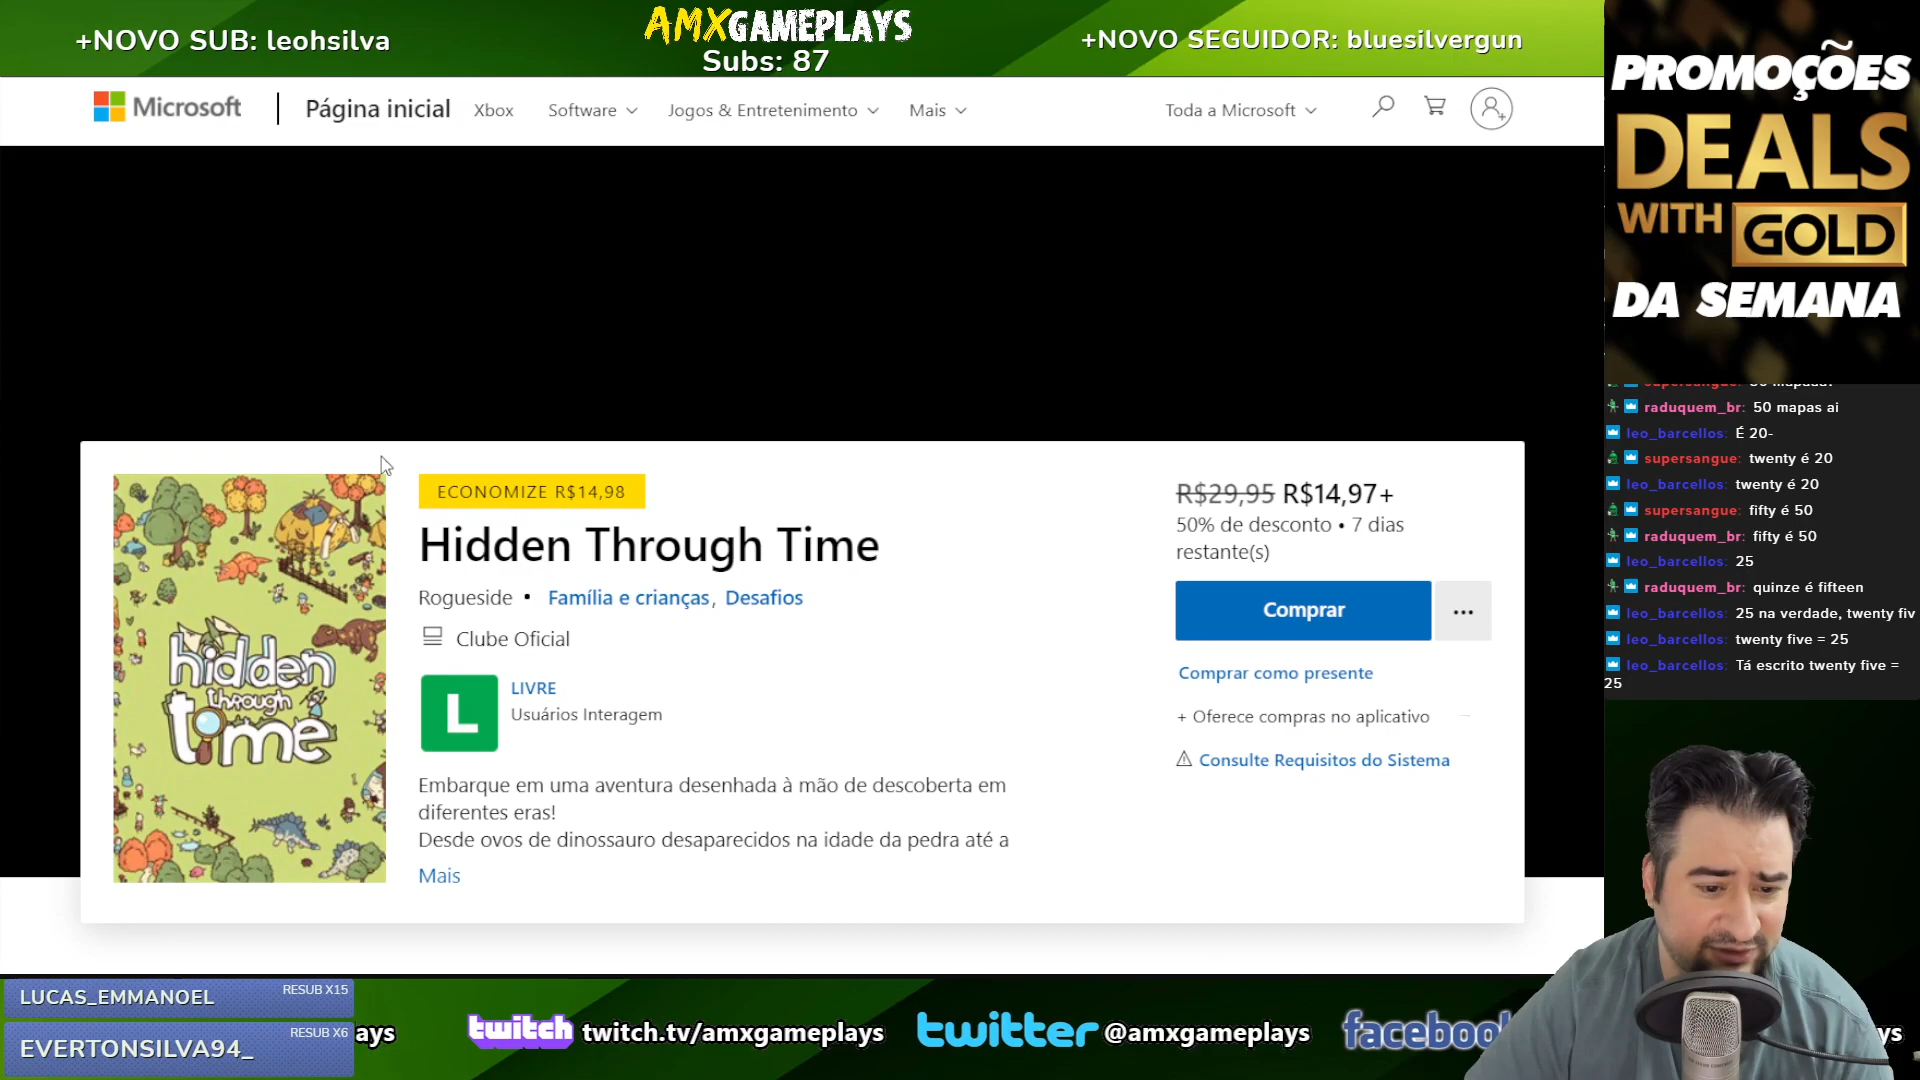 +NOVO SUB: leohsilva
AMXGAMEPLAYS
Subs: 87
+NOVO SEGUIDOR: bluesilvergun
Microsoft
Página inicial
Xbox
Software
Jogos & Entretenimento
Mais
Toda a Microsoft
PROMOÇÕES
DEALS
WITH GOLD
DA SEMANA
raduquem_br: 50 mapas ai
leo_barcellos: É 20-
supersangue: twenty é 20
leo_barcellos: twenty é 20
supersangue: fifty é 50
raduquem_br: fifty é 50
leo_barcellos: 25
raduquem_br: quinze é fifteen
leo_barcellos: 25 na verdade, twenty fiv
leo_barcellos: twenty five = 25
leo_barcellos: Tá escrito twenty five =
25
hidden
through
time
ECONOMIZE R$14,98
Hidden Through Time
Rogueside • Família e crianças, Desafios
Clube Oficial
L
LIVRE
Usuários Interagem
Embarque em uma aventura desenhada à mão de descoberta em
diferentes eras!
Desde ovos de dinossauro desaparecidos na idade da pedra até a
Mais
R$29,95 R$14,97+
50% de desconto • 7 dias
restante(s)
Comprar
...
Comprar como presente
+ Oferece compras no aplicativo
Consulte Requisitos do Sistema
LUCAS_EMMANOEL
RESUB X15
EVERTONSILVA94_
RESUB X6
ays
twitch
twitch.tv/amxgameplays
twitter
@amxgameplays
facebook
ys